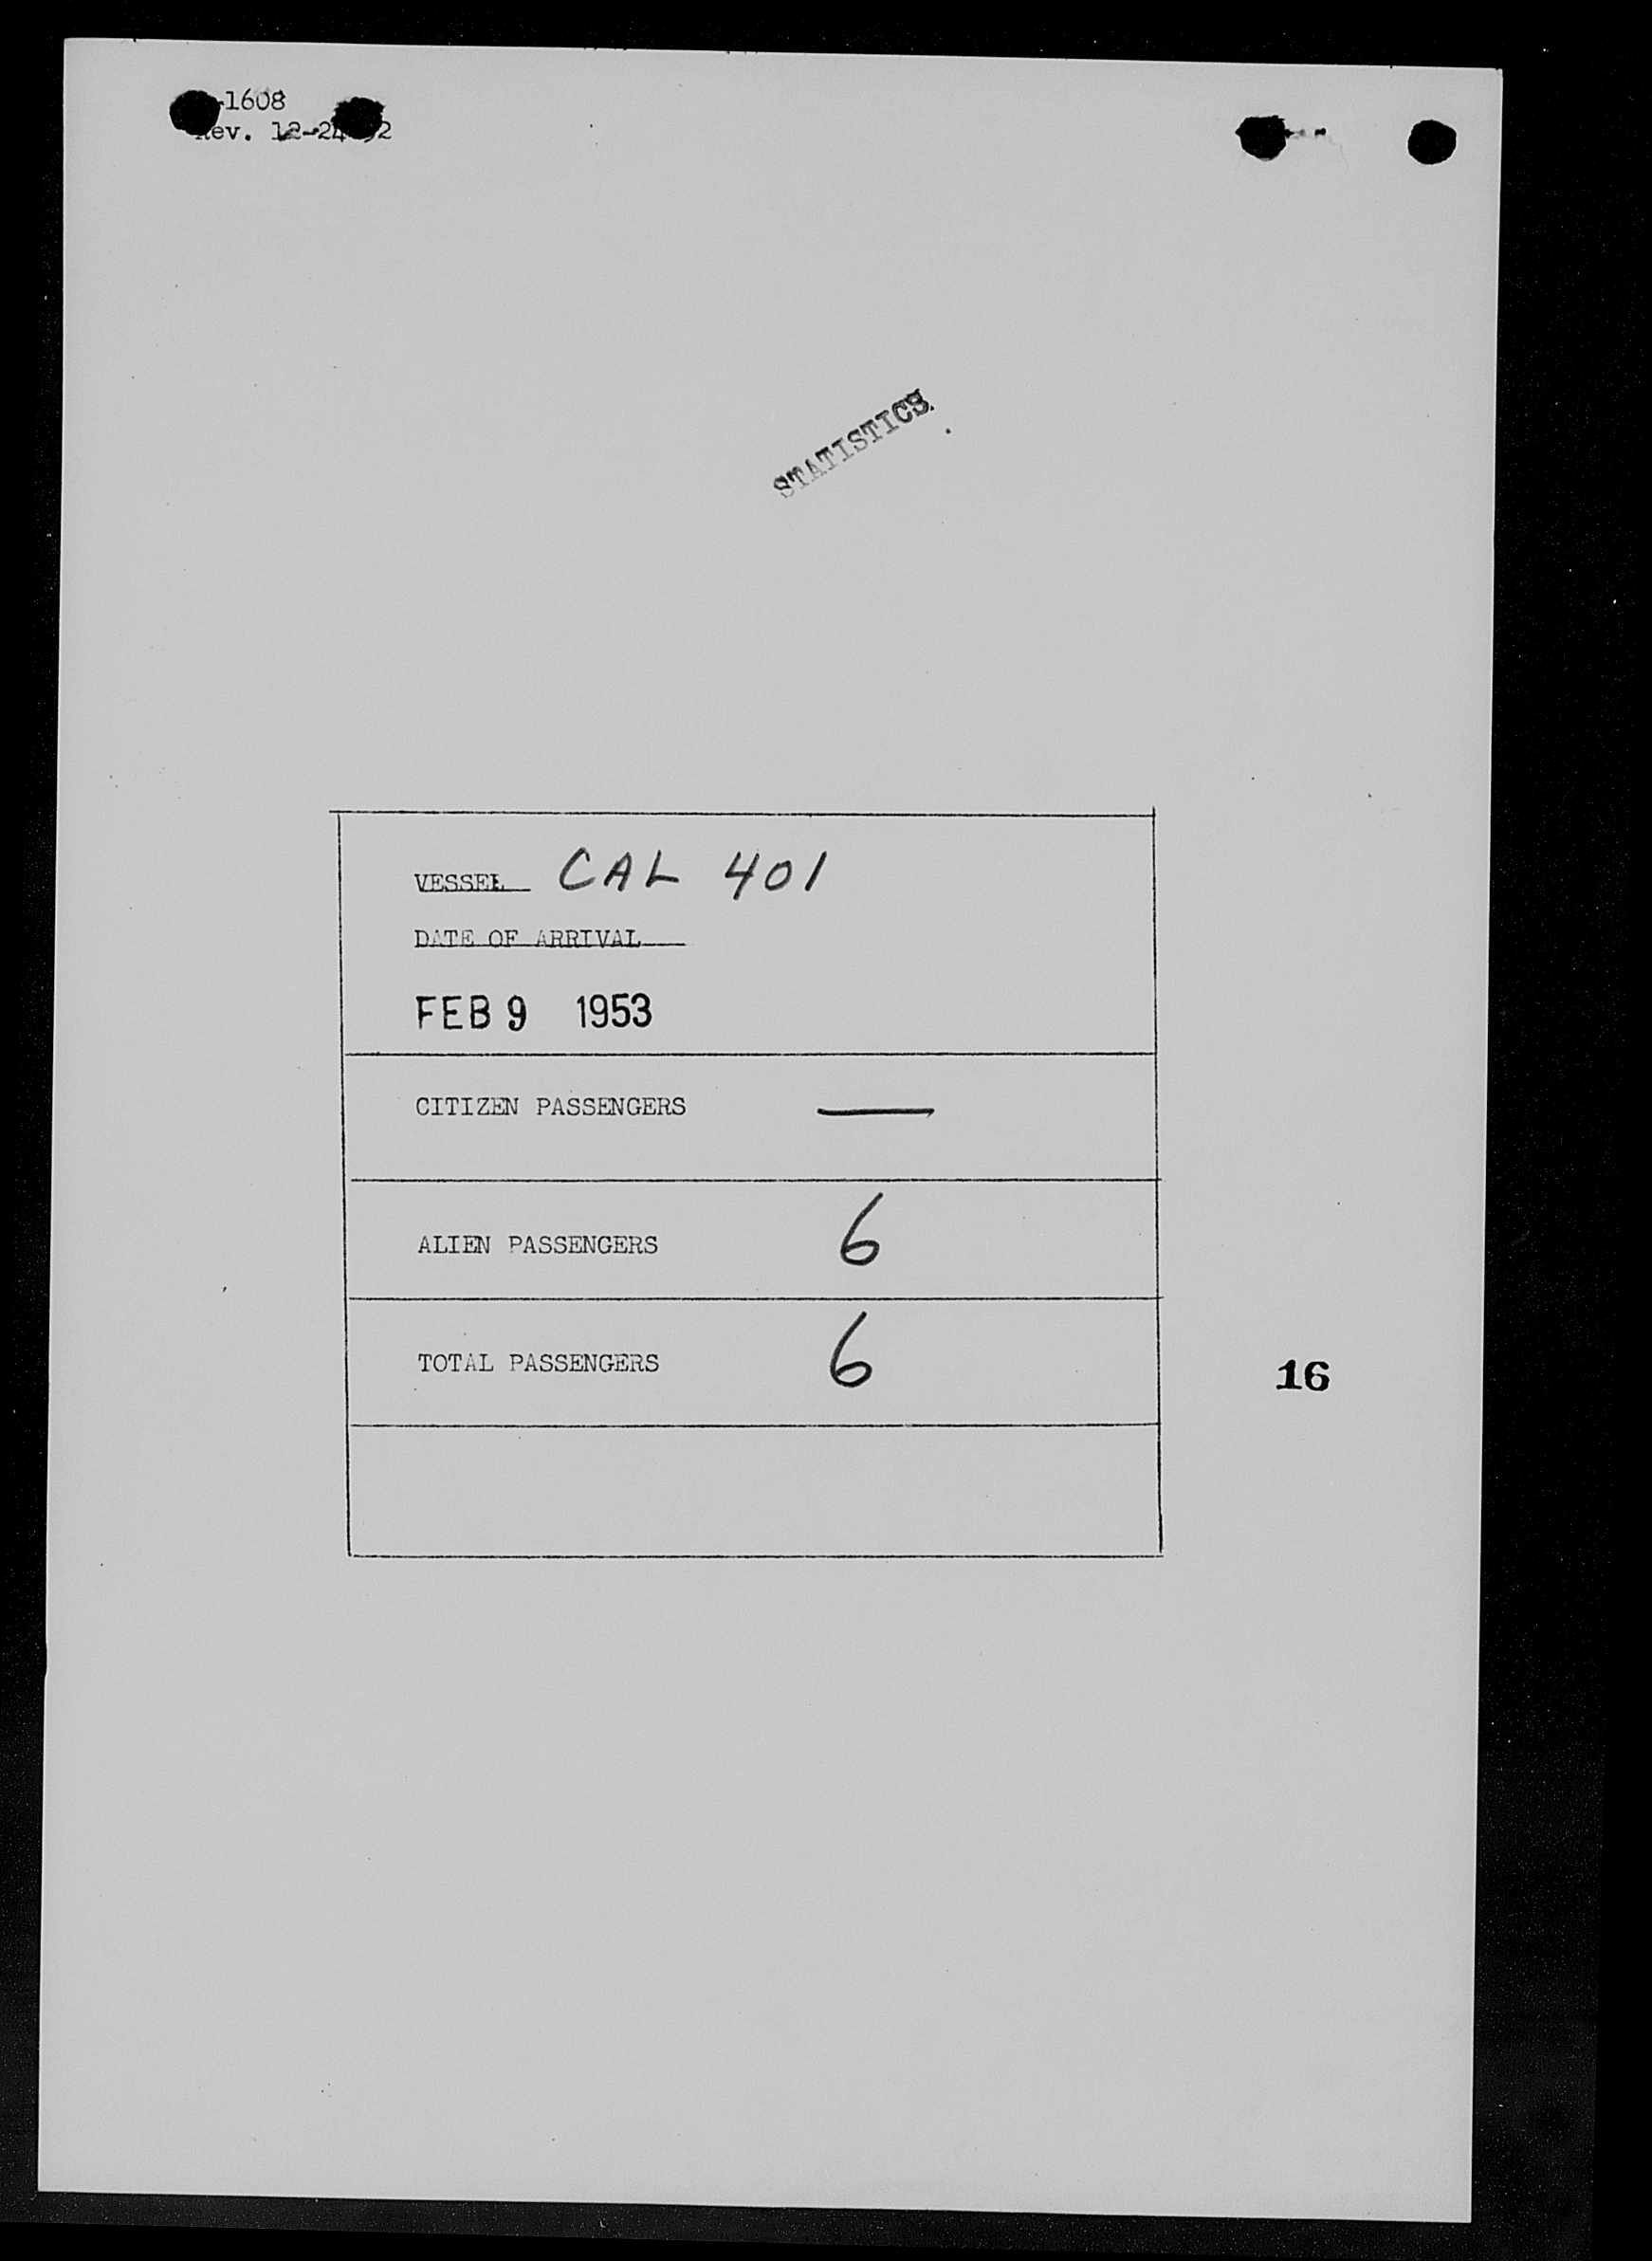 -1608
Rev. 12-24-52
STATISTICS
VESSEL CAL 401
DATE OF ARRIVAL
FEB 9 1953
CITIZEN PASSENGERS —
ALIEN PASSENGERS 6
TOTAL PASSENGERS 6
16